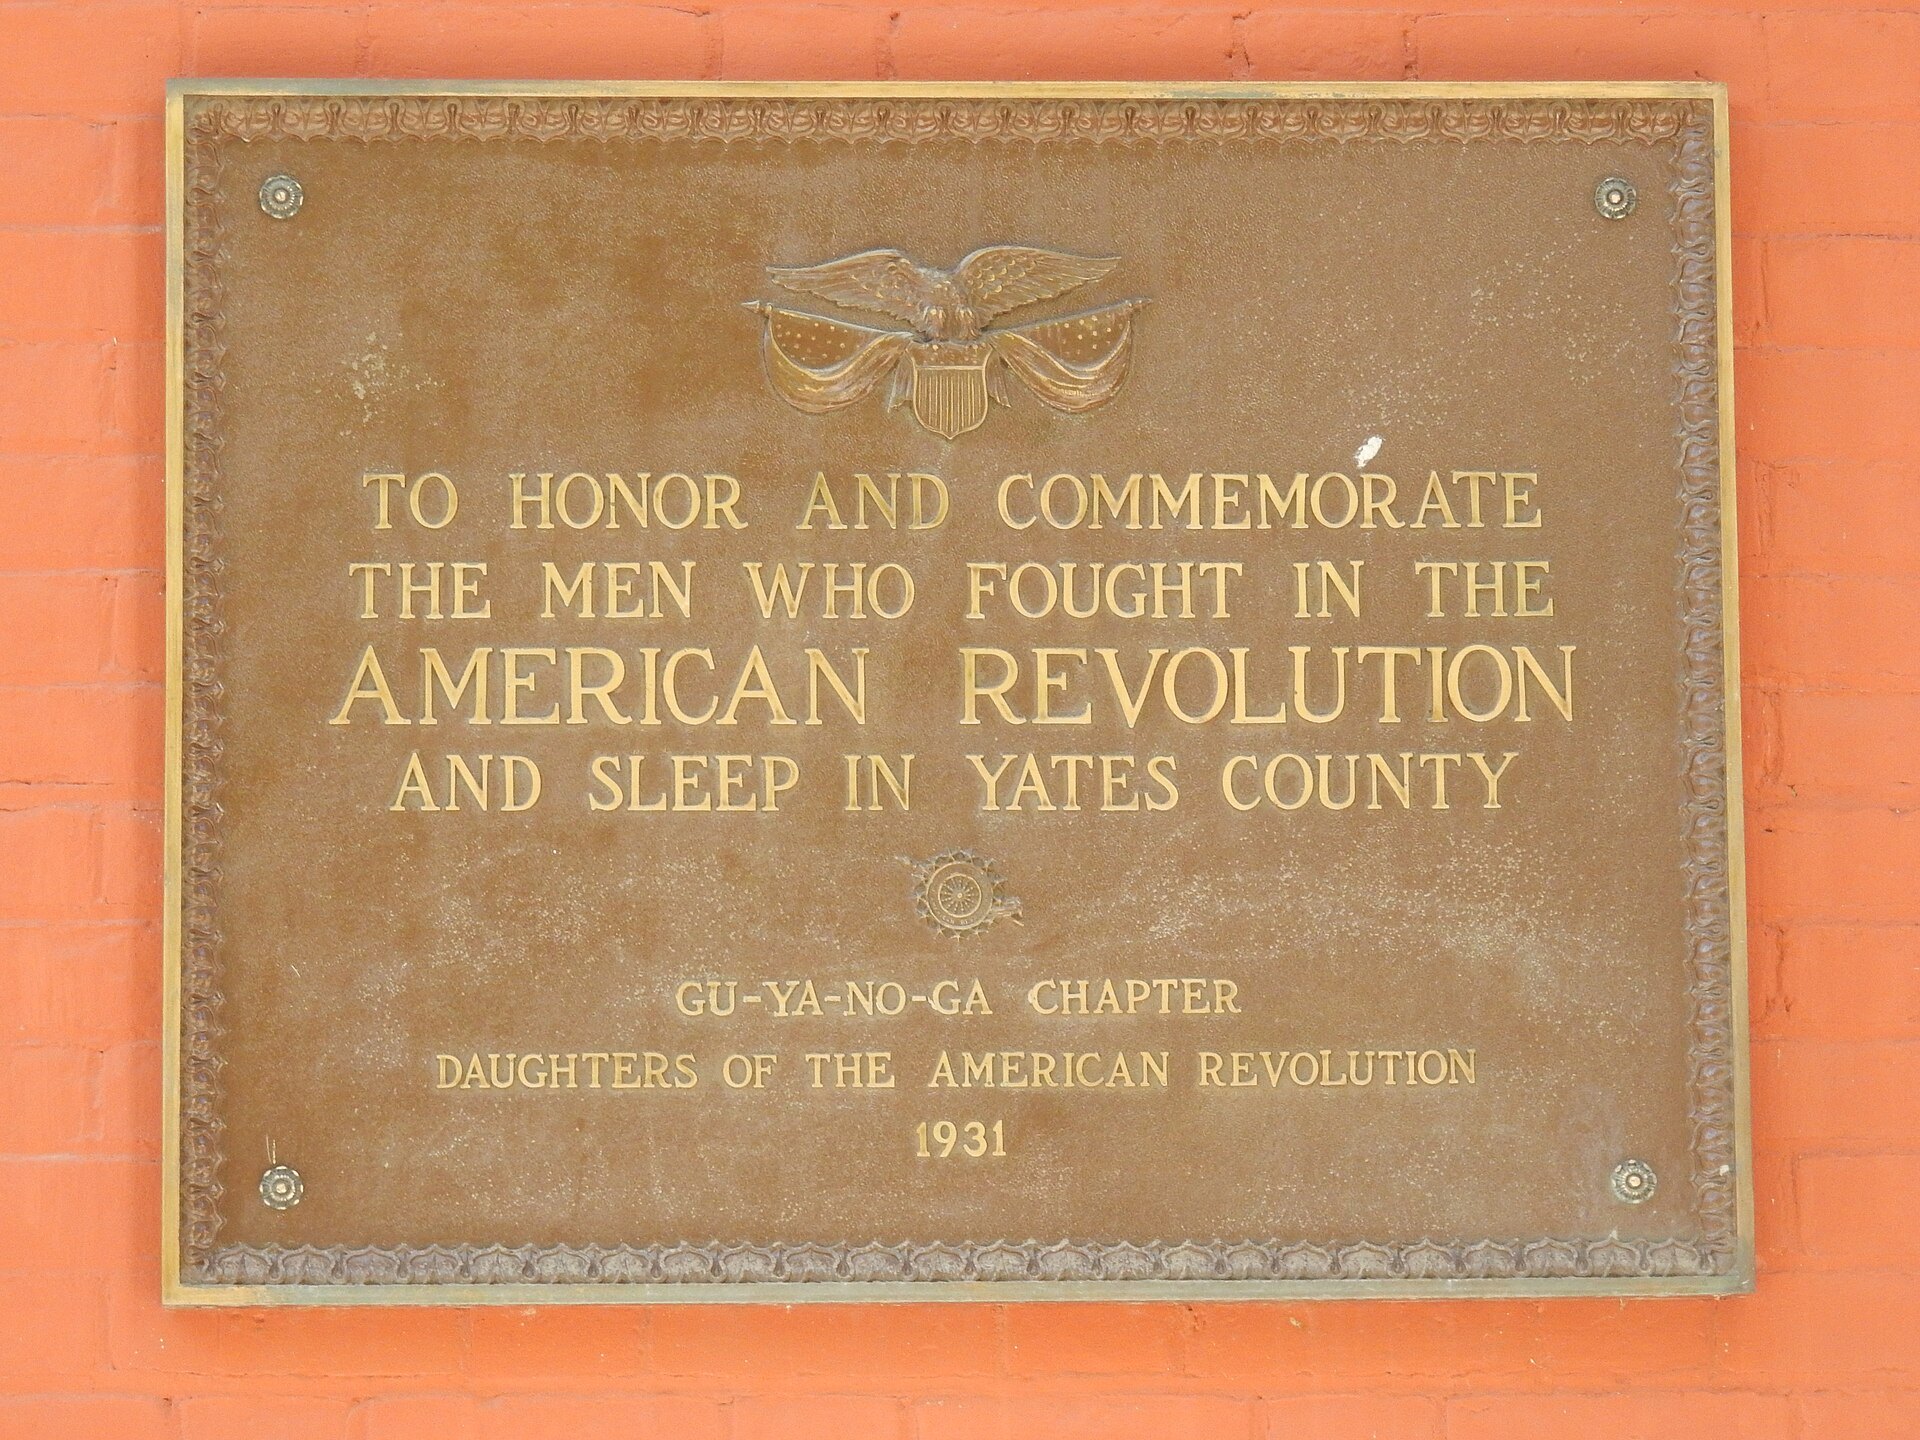 TO HONOR AND COMMEMORATE
THE MEN WHO FOUGHT IN THE
AMERICAN REVOLUTION
AND SLEEP IN YATES COUNTY
GU-YA-NO-GA CHAPTER
DAUGHTERS OF THE AMERICAN REVOLUTION
1931